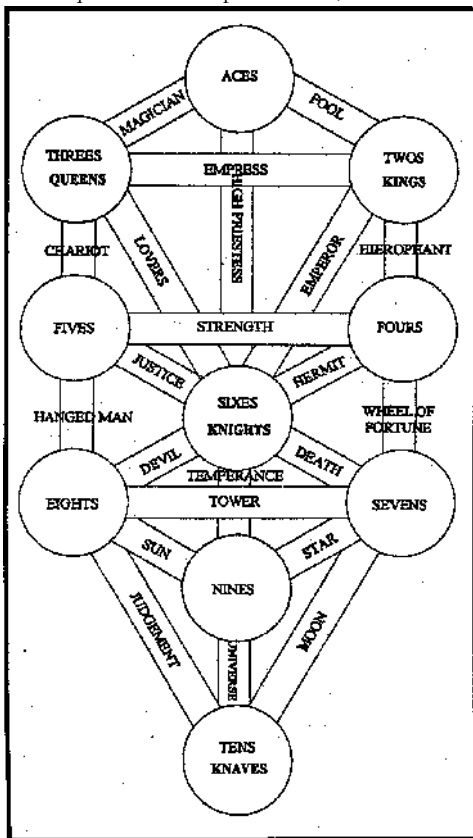 ACES
MAGICIAN
FOOL
THREES
QUEENS
EMPRESS
TWOS
KINGS
HIGH PRIESTESS
CHARIOT
LOVERS
EMPEROR
HIEROPHANT
FIVES
STRENGTH
FOURS
JUSTICE
HERMIT
SIXES
KNIGHTS
HANGED MAN
WHEEL OF
FORTUNE
DEVIL
DEATH
TEMPERANCE
EIGHTS
TOWER
SEVENS
SUN
STAR
NINES
JUDGEMENT
MOON
UNIVERSE
TENS
KNAVES